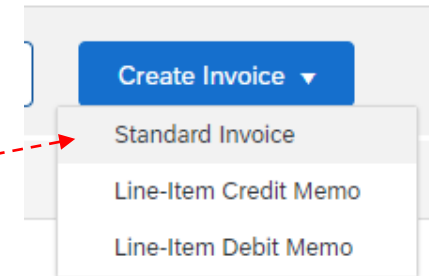 Create Invoice ▼
Standard Invoice
Line-Item Credit Memo
Line-Item Debit Memo